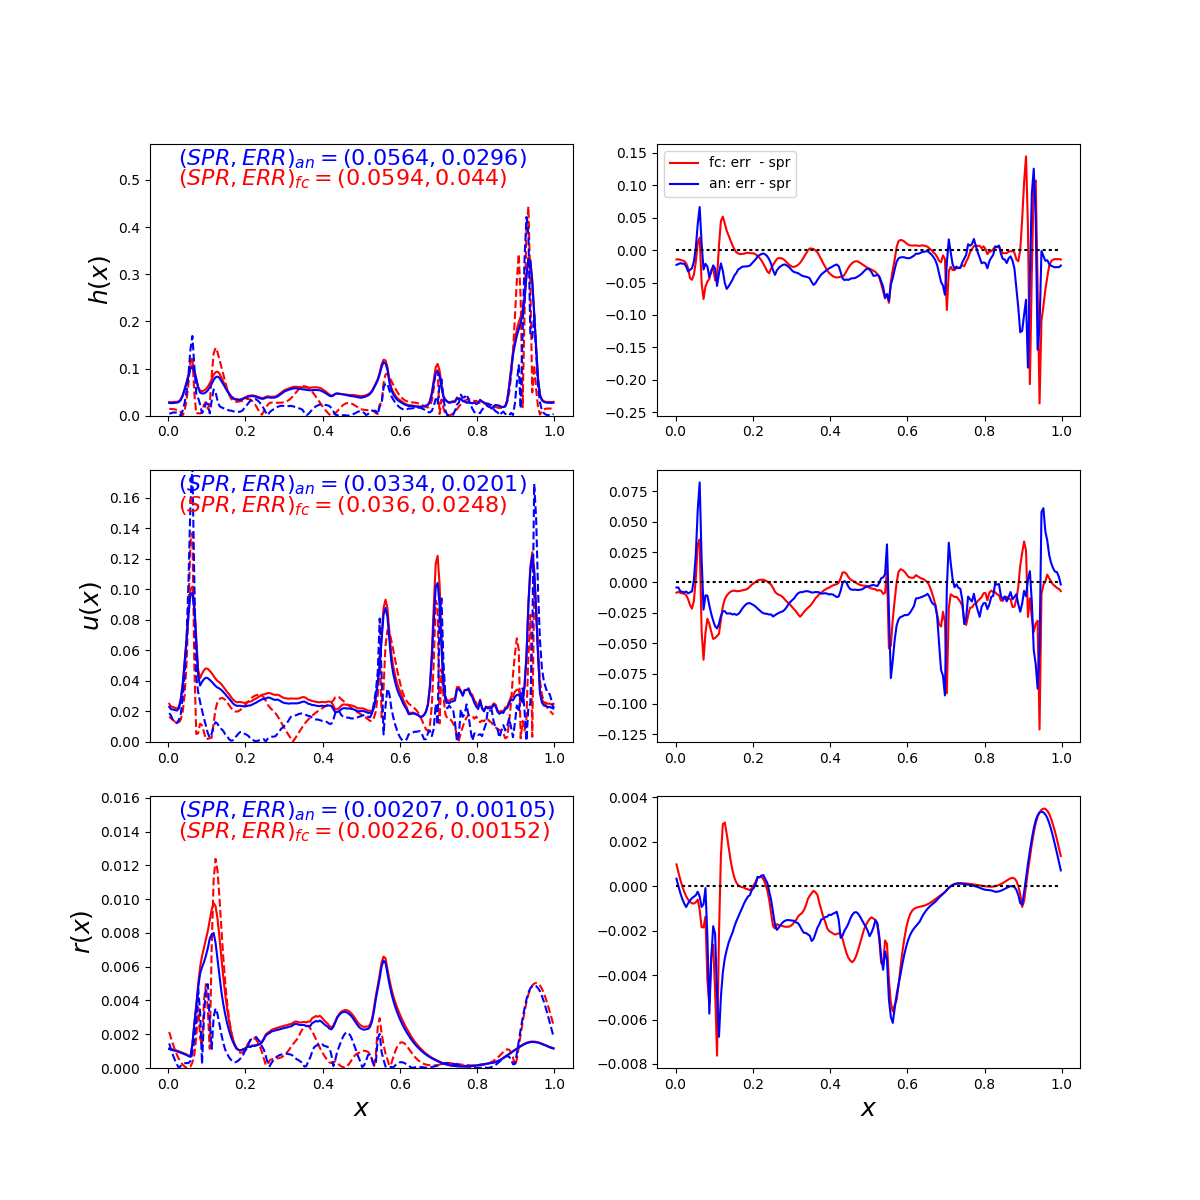 (SPR, ERR)an = (0.0564, 0.0296)
(SPR, ERR)fc = (0.0594, 0.044)
0.5
0.4
0.3
0.2
0.1
0.0
h(x)
0.0 0.2 0.4 0.6 0.8 1.0
fc: err - spr
an: err - spr
0.15
0.10
0.05
0.00
−0.05
−0.10
−0.15
−0.20
−0.25
0.0 0.2 0.4 0.6 0.8 1.0
(SPR, ERR)an = (0.0334, 0.0201)
(SPR, ERR)fc = (0.036, 0.0248)
0.16
0.14
0.12
0.10
0.08
0.06
0.04
0.02
0.00
u(x)
0.0 0.2 0.4 0.6 0.8 1.0
0.075
0.050
0.025
0.000
−0.025
−0.050
−0.075
−0.100
−0.125
0.0 0.2 0.4 0.6 0.8 1.0
(SPR, ERR)an = (0.00207, 0.00105)
(SPR, ERR)fc = (0.00226, 0.00152)
0.016
0.014
0.012
0.010
0.008
0.006
0.004
0.002
0.000
r(x)
0.0 0.2 0.4 0.6 0.8 1.0
x
0.004
0.002
0.000
−0.002
−0.004
−0.006
−0.008
0.0 0.2 0.4 0.6 0.8 1.0
x